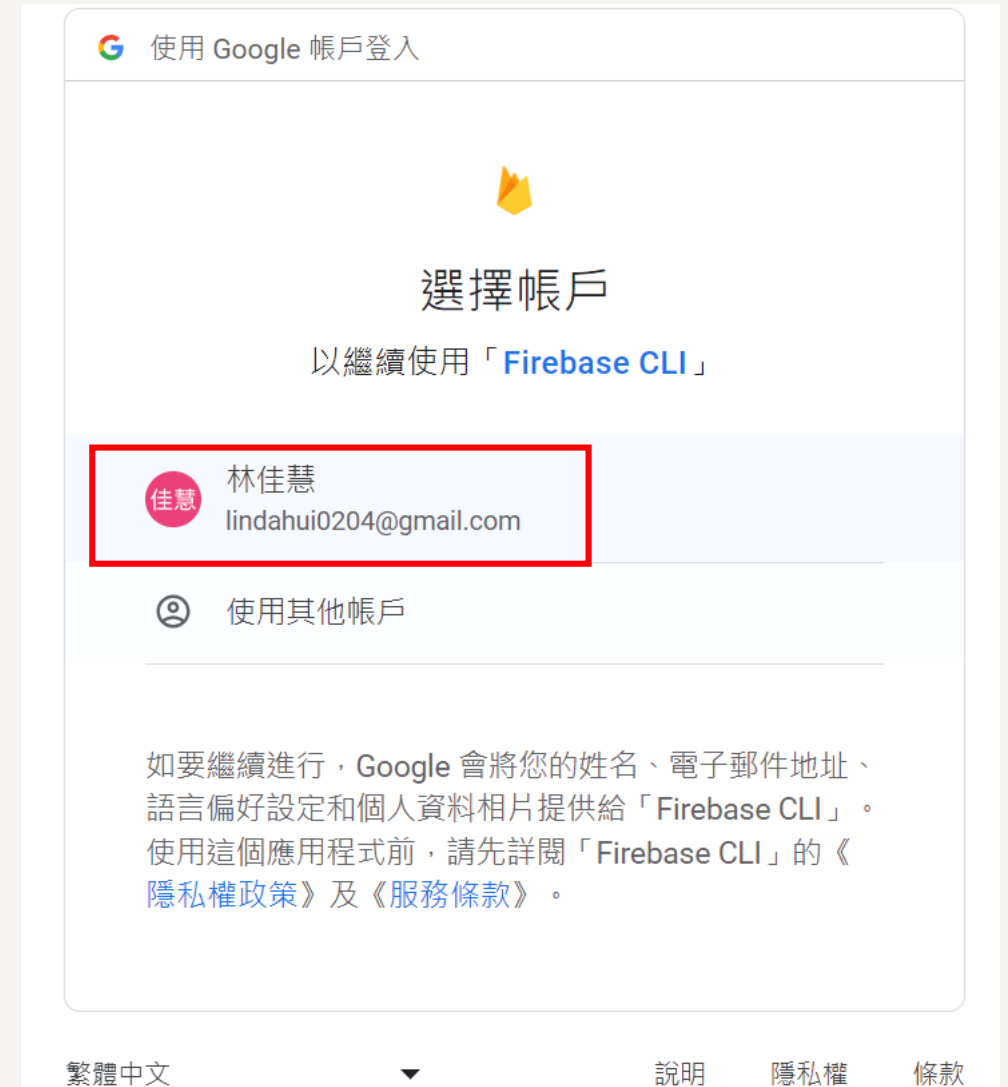 使用 Google 帳戶登入
選擇帳戶
以繼續使用「Firebase CLI」
佳慧
林佳慧
lindahui0204@gmail.com
使用其他帳戶
如要繼續進行，Google 會將您的姓名、電子郵件地址、
語言偏好設定和個人資料相片提供給「Firebase CLI」。
使用這個應用程式前，請先詳閱「Firebase CLI」的《
隱私權政策》及《服務條款》。
繁體中文 說明 隱私權 條款